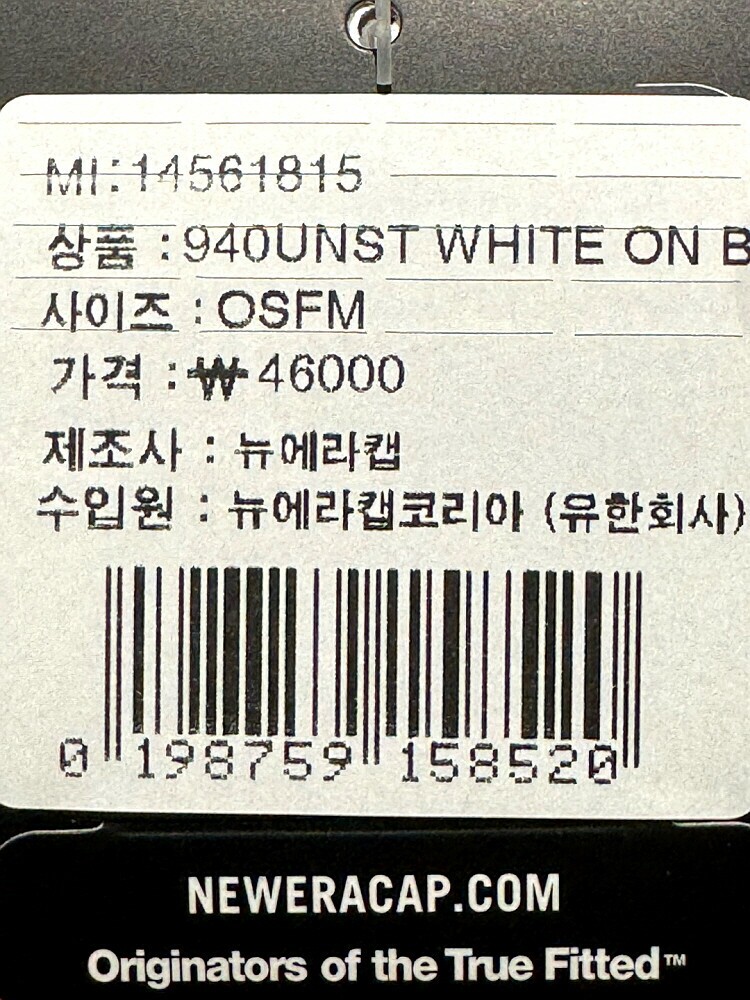 MI:14561815
상품 :940UNST WHITE ON B
사이즈 : OSFM
가격 :₩46000
제조사 : 뉴에라캡
수입원 : 뉴에라캡코리아 (유한회사)
0 198759 158520
NEWERACAP.COM
Originators of the True Fitted™